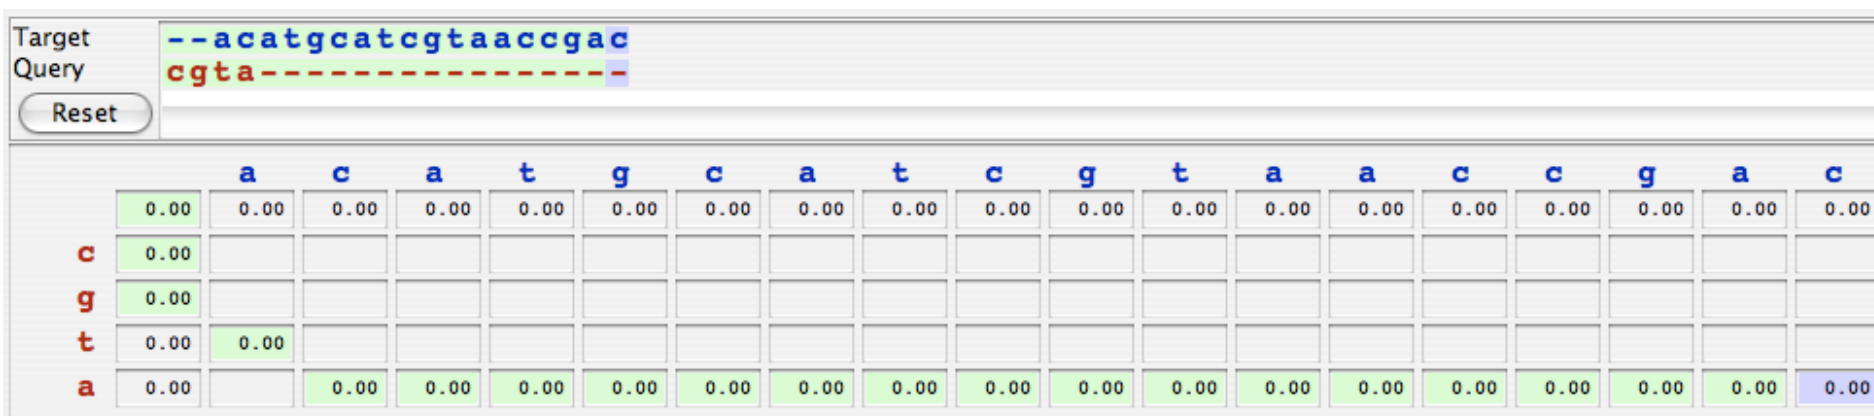 Target --acatgcatcgtaaccgac
Query cgta----------------
Reset
a c a t g c a t c g t a a c c g a c
0.00 0.00 0.00 0.00 0.00 0.00 0.00 0.00 0.00 0.00 0.00 0.00 0.00 0.00 0.00 0.00 0.00 0.00 0.00
c 0.00
g 0.00
t 0.00 0.00
a 0.00 0.00 0.00 0.00 0.00 0.00 0.00 0.00 0.00 0.00 0.00 0.00 0.00 0.00 0.00 0.00 0.00 0.00